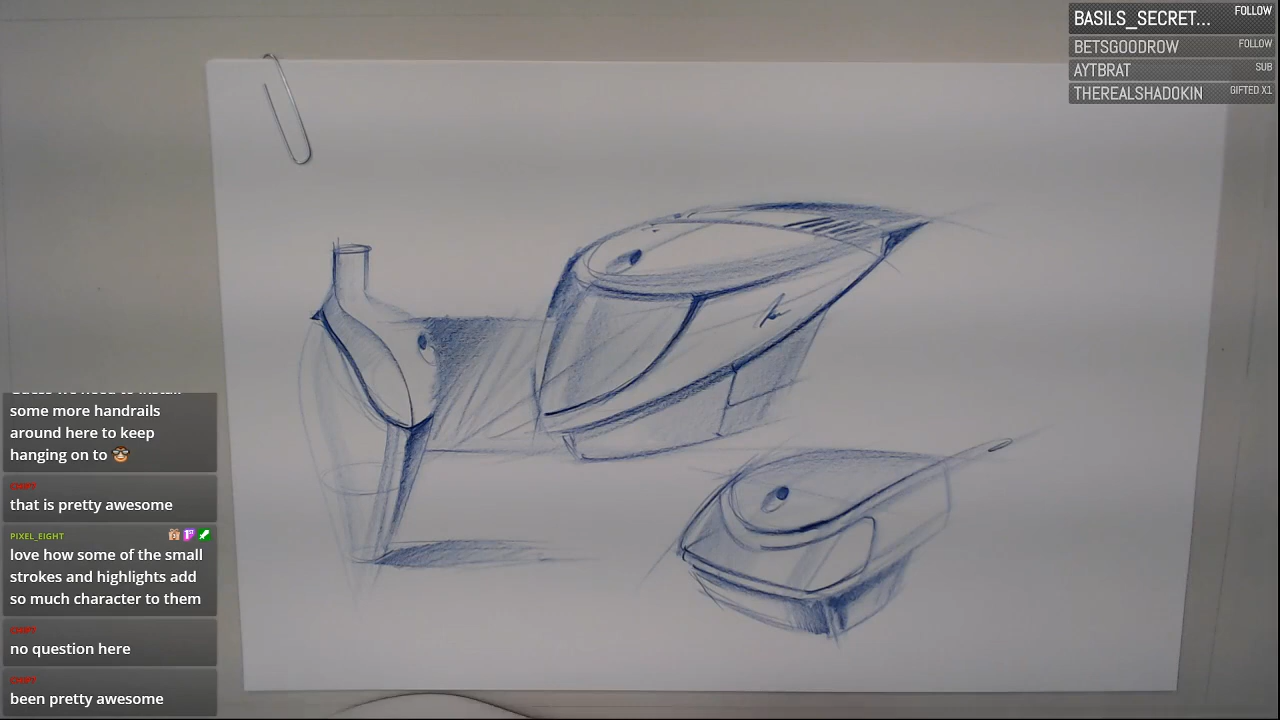 BASILS_SECRET... FOLLOW
BETSGOODROW FOLLOW
AYTBRAT SUB
THEREALSHADOKIN GIFTED X1
some more handrails
around here to keep
hanging on to
that is pretty awesome
PIXEL_EIGHT
love how some of the small
strokes and highlights add
so much character to them
no question here
been pretty awesome